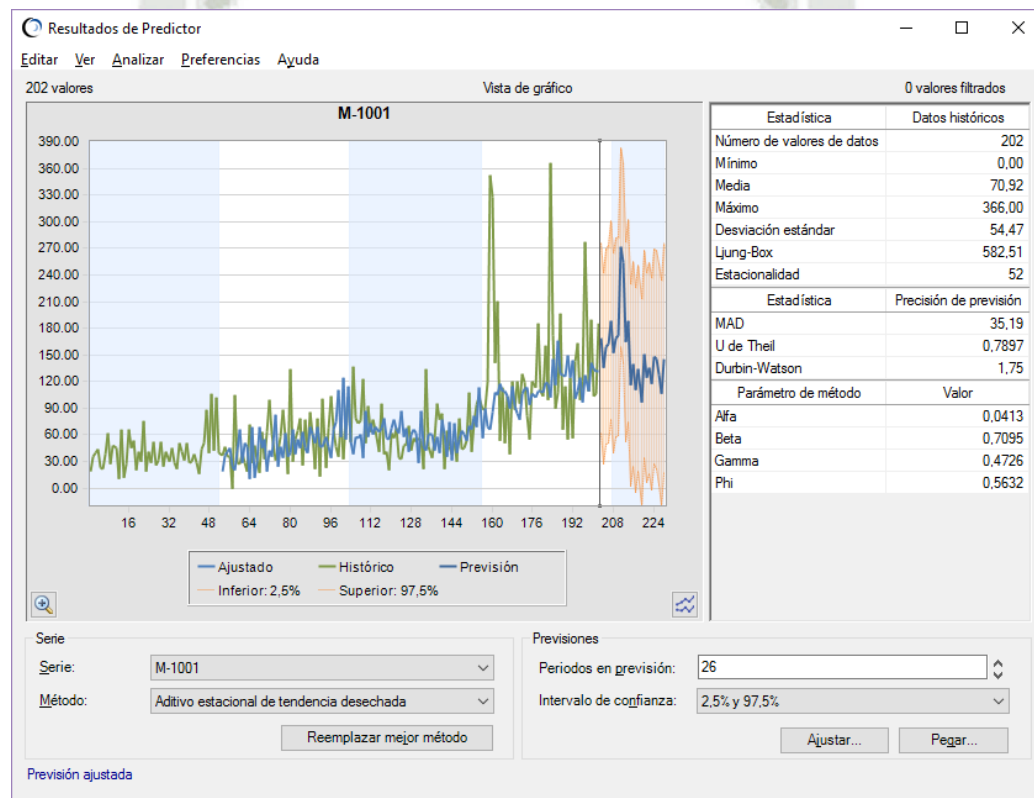 Resultados de Predictor
Editar Ver Analizar Preferencias Ayuda
202 valores Vista de gráfico 0 valores filtrados
M-1001
390.00
360.00
330.00
300.00
270.00
240.00
210.00
180.00
150.00
120.00
90.00
60.00
30.00
0.00
16 32 48 64 80 96 112 128 144 160 176 192 208 224
Ajustado Histórico Previsión
Inferior: 2,5% Superior: 97,5%
Estadística Datos históricos
Número de valores de datos 202
Mínimo 0,00
Media 70,92
Máximo 366,00
Desviación estándar 54,47
Ljung-Box 582,51
Estacionalidad 52
Estadística Precisión de previsión
MAD 35,19
U de Theil 0,7897
Durbin-Watson 1,75
Parámetro de método Valor
Alfa 0,0413
Beta 0,7095
Gamma 0,4726
Phi 0,5632
Serie
Serie: M-1001
Método: Aditivo estacional de tendencia desechada
Reemplazar mejor método
Previsiones
Periodos en previsión: 26
Intervalo de confianza: 2,5% y 97,5%
Ajustar... Pegar...
Previsión ajustada